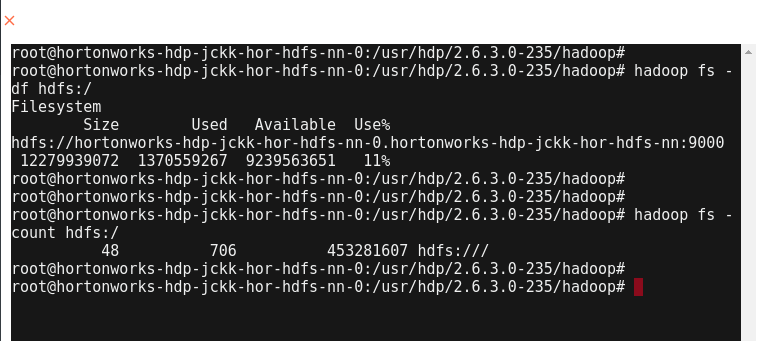 root@hortonworks-hdp-jckk-hor-hdfs-nn-0:/usr/hdp/2.6.3.0-235/hadoop#
root@hortonworks-hdp-jckk-hor-hdfs-nn-0:/usr/hdp/2.6.3.0-235/hadoop# hadoop fs -
df hdfs:/
Filesystem
        Size        Used   Available  Use%
hdfs://hortonworks-hdp-jckk-hor-hdfs-nn-0.hortonworks-hdp-jckk-hor-hdfs-nn:9000
 12279939072  1370559267  9239563651   11%
root@hortonworks-hdp-jckk-hor-hdfs-nn-0:/usr/hdp/2.6.3.0-235/hadoop#
root@hortonworks-hdp-jckk-hor-hdfs-nn-0:/usr/hdp/2.6.3.0-235/hadoop#
root@hortonworks-hdp-jckk-hor-hdfs-nn-0:/usr/hdp/2.6.3.0-235/hadoop# hadoop fs -
count hdfs:/
          48          706          453281607 hdfs:///
root@hortonworks-hdp-jckk-hor-hdfs-nn-0:/usr/hdp/2.6.3.0-235/hadoop#
root@hortonworks-hdp-jckk-hor-hdfs-nn-0:/usr/hdp/2.6.3.0-235/hadoop#